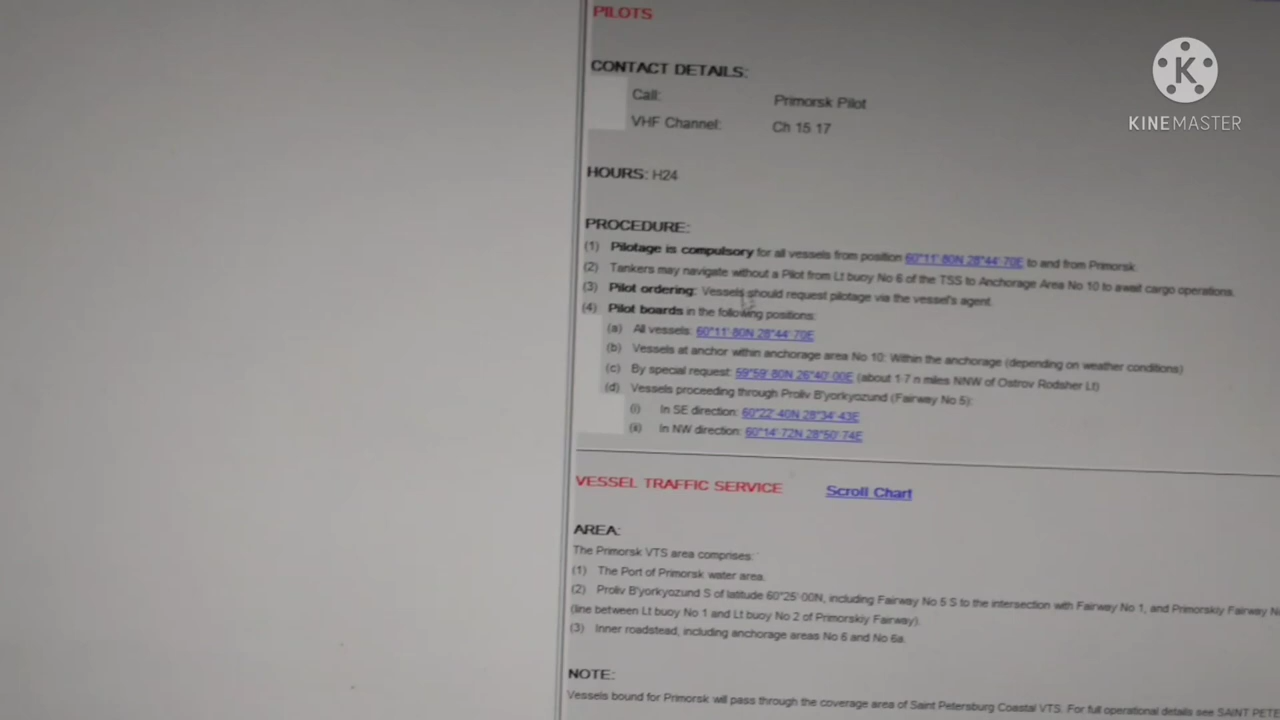 PILOTS
K
KINEMASTER
CONTACT DETAILS:
Call: Primorsk Pilot
VHF Channel: Ch 15 17
HOURS: H24
PROCEDURE:
(1) Pilotage is compulsory for all vessels from position 60°11'·80N 28°44'·70E to and from Primorsk.
(2) Tankers may navigate without a Pilot from Lt buoy No 6 of the TSS to Anchorage Area No 10 to await cargo operations.
(3) Pilot ordering: Vessels should request pilotage via the vessel's agent.
(4) Pilot boards in the following positions:
(a) All vessels: 60°11'·80N 28°44'·70E
(b) Vessels at anchor within anchorage area No 10: Within the anchorage (depending on weather conditions)
(c) By special request: 59°59'·80N 26°40'·00E (about 1·7 n miles NNW of Ostrov Rodsher Lt)
(d) Vessels proceeding through Proliv B'yorkyozund (Fairway No 5):
(i) In SE direction: 60°22'·40N 28°34'·43E
(ii) In NW direction: 60°14'·72N 28°50'·74E
VESSEL TRAFFIC SERVICE Scroll Chart
AREA:
The Primorsk VTS area comprises:
(1) The Port of Primorsk water area.
(2) Proliv B'yorkyozund S of latitude 60°25'·00N, including Fairway No 5 S to the intersection with Fairway No 1, and Primorskiy Fairway
(line between Lt buoy No 1 and Lt buoy No 2 of Primorskiy Fairway).
(3) Inner roadstead, including anchorage areas No 6 and No 6a.
NOTE:
Vessels bound for Primorsk will pass through the coverage area of Saint Petersburg Coastal VTS. For full operational details see SAINT PETE